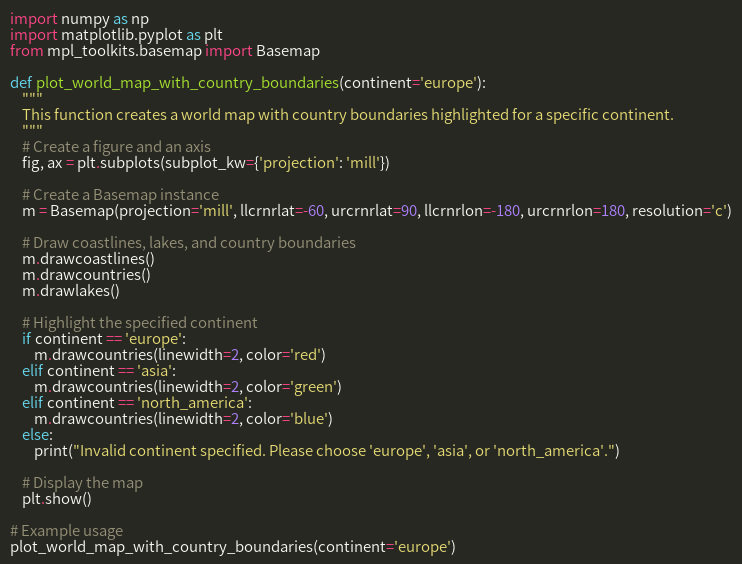 import numpy as np
import matplotlib.pyplot as plt
from mpl_toolkits.basemap import Basemap

def plot_world_map_with_country_boundaries(continent='europe'):
    """
    This function creates a world map with country boundaries highlighted for a specific continent.
    """
    # Create a figure and an axis
    fig, ax = plt.subplots(subplot_kw={'projection': 'mill'})

    # Create a Basemap instance
    m = Basemap(projection='mill', llcrnrlat=-60, urcrnrlat=90, llcrnrlon=-180, urcrnrlon=180, resolution='c')

    # Draw coastlines, lakes, and country boundaries
    m.drawcoastlines()
    m.drawcountries()
    m.drawlakes()

    # Highlight the specified continent
    if continent == 'europe':
        m.drawcountries(linewidth=2, color='red')
    elif continent == 'asia':
        m.drawcountries(linewidth=2, color='green')
    elif continent == 'north_america':
        m.drawcountries(linewidth=2, color='blue')
    else:
        print("Invalid continent specified. Please choose 'europe', 'asia', or 'north_america'.")

    # Display the map
    plt.show()

# Example usage
plot_world_map_with_country_boundaries(continent='europe')